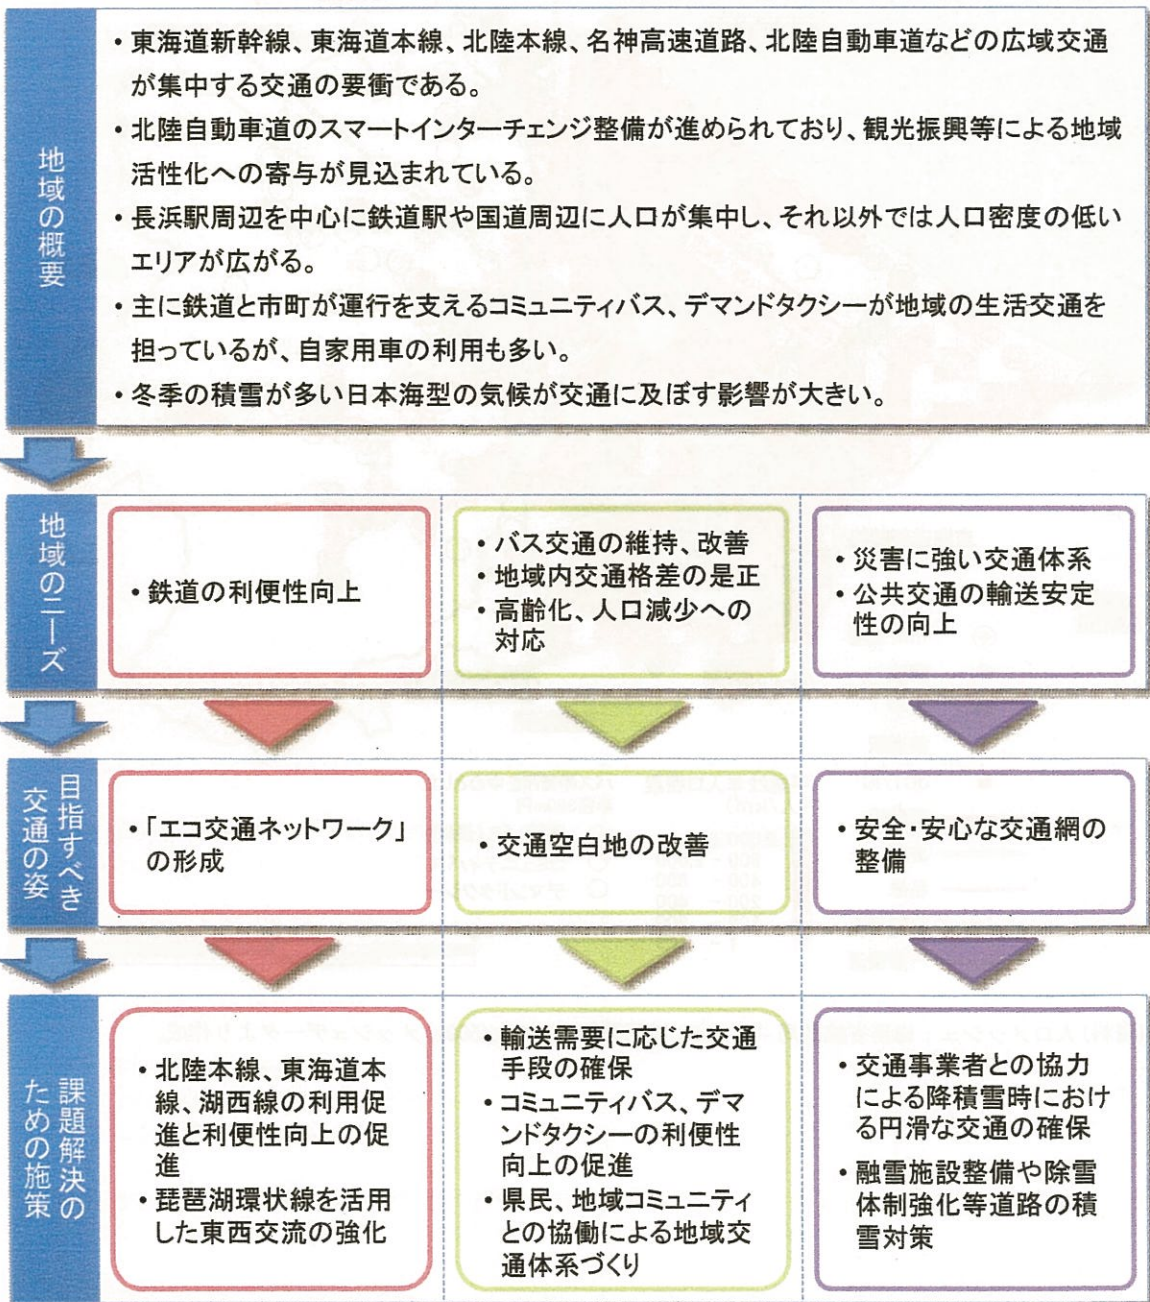 地域の概要
・東海道新幹線、東海道本線、北陸本線、名神高速道路、北陸自動車道などの広域交通
が集中する交通の要衝である。
・北陸自動車道のスマートインターチェンジ整備が進められており、観光振興等による地域
活性化への寄与が見込まれている。
・長浜駅周辺を中心に鉄道駅や国道周辺に人口が集中し、それ以外では人口密度の低い
エリアが広がる。
・主に鉄道と市町が運行を支えるコミュニティバス、デマンドタクシーが地域の生活交通を
担っているが、自家用車の利用も多い。
・冬季の積雪が多い日本海型の気候が交通に及ぼす影響が大きい。
地域のニーズ
・鉄道の利便性向上
・バス交通の維持、改善
・地域内交通格差の是正
・高齢化、人口減少への
対応
・災害に強い交通体系
・公共交通の輸送安定
性の向上
目指すべき
交通の姿
・「エコ交通ネットワーク」
の形成
・交通空白地の改善
・安全・安心な交通網の
整備
課題解決の
ための施策
・北陸本線、東海道本
線、湖西線の利用促
進と利便性向上の促
進
・琵琶湖環状線を活用
した東西交流の強化
・輸送需要に応じた交通
手段の確保
・コミュニティバス、デマ
ンドタクシーの利便性
向上の促進
・県民、地域コミュニティ
との協働による地域交
通体系づくり
・交通事業者との協力
による降積雪時におけ
る円滑な交通の確保
・融雪施設整備や除雪
体制強化等道路の積
雪対策